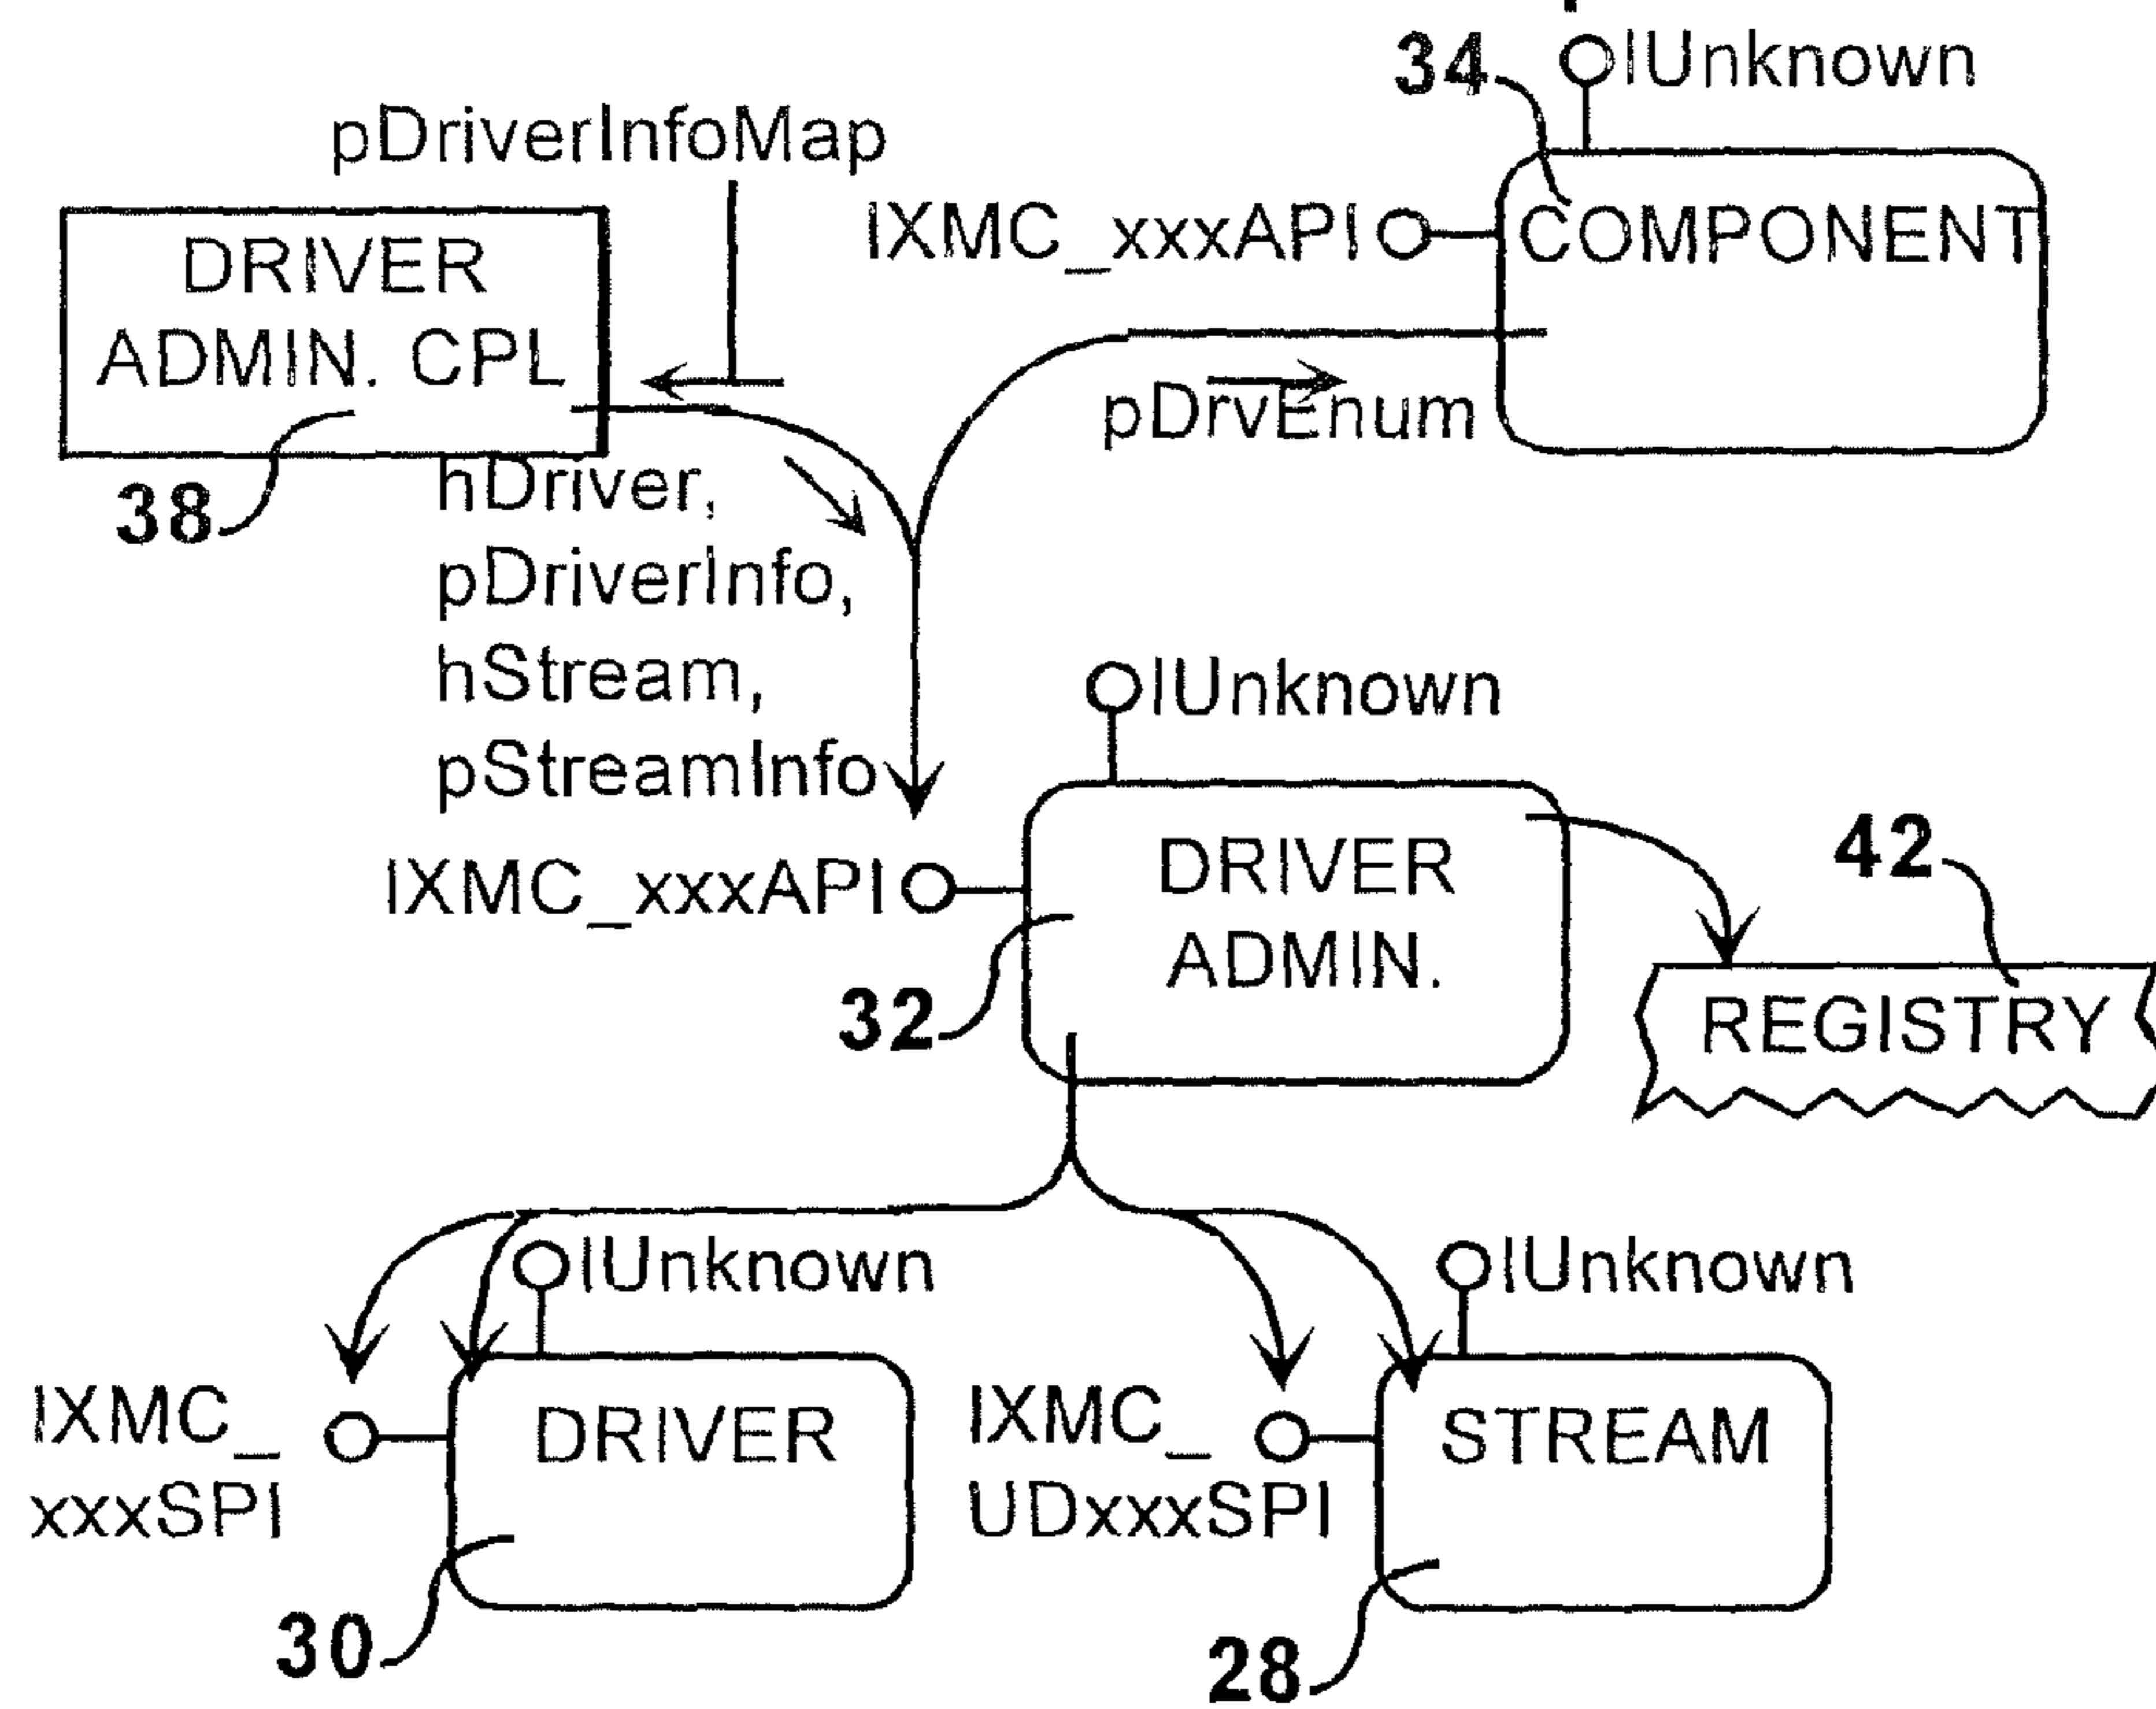 34
IUnknown
pDriverInfoMap
IXMC_xxxAPI
COMPONENT
DRIVER
ADMIN. CPL
pDrvEnum
38
hDriver,
pDriverInfo,
hStream,
pStreamInfo
IUnknown
IXMC_xxxAPI
DRIVER
ADMIN.
42
32
REGISTRY
IUnknown
IUnknown
IXMC_
xxxSPI
DRIVER
IXMC_
UDxxxSPI
STREAM
30
28